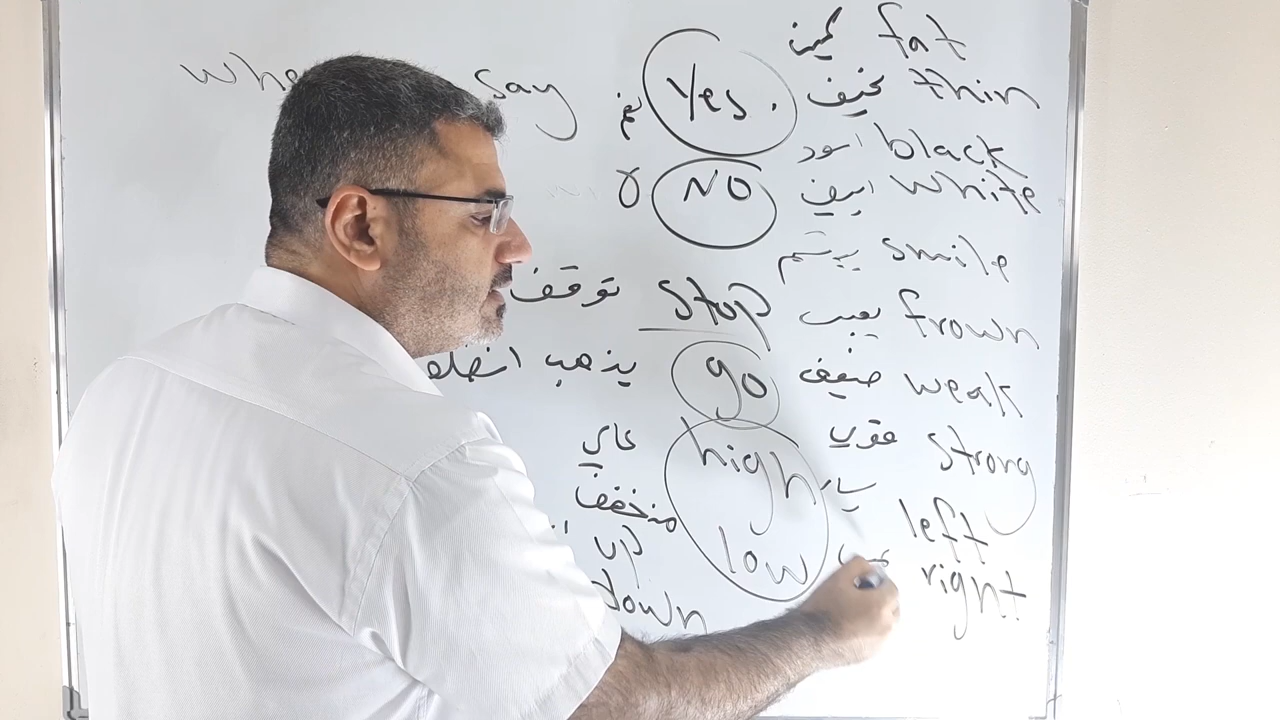 say
نعم Yes.
لا NO
توقف Stop
يذهب go
عالي high
منخفض low
up
down
fat
نحيف thin
اسود black
ابيض white
يبتسم smile
يعبس frown
ضعيف weak
قوي strong
يسار left
right